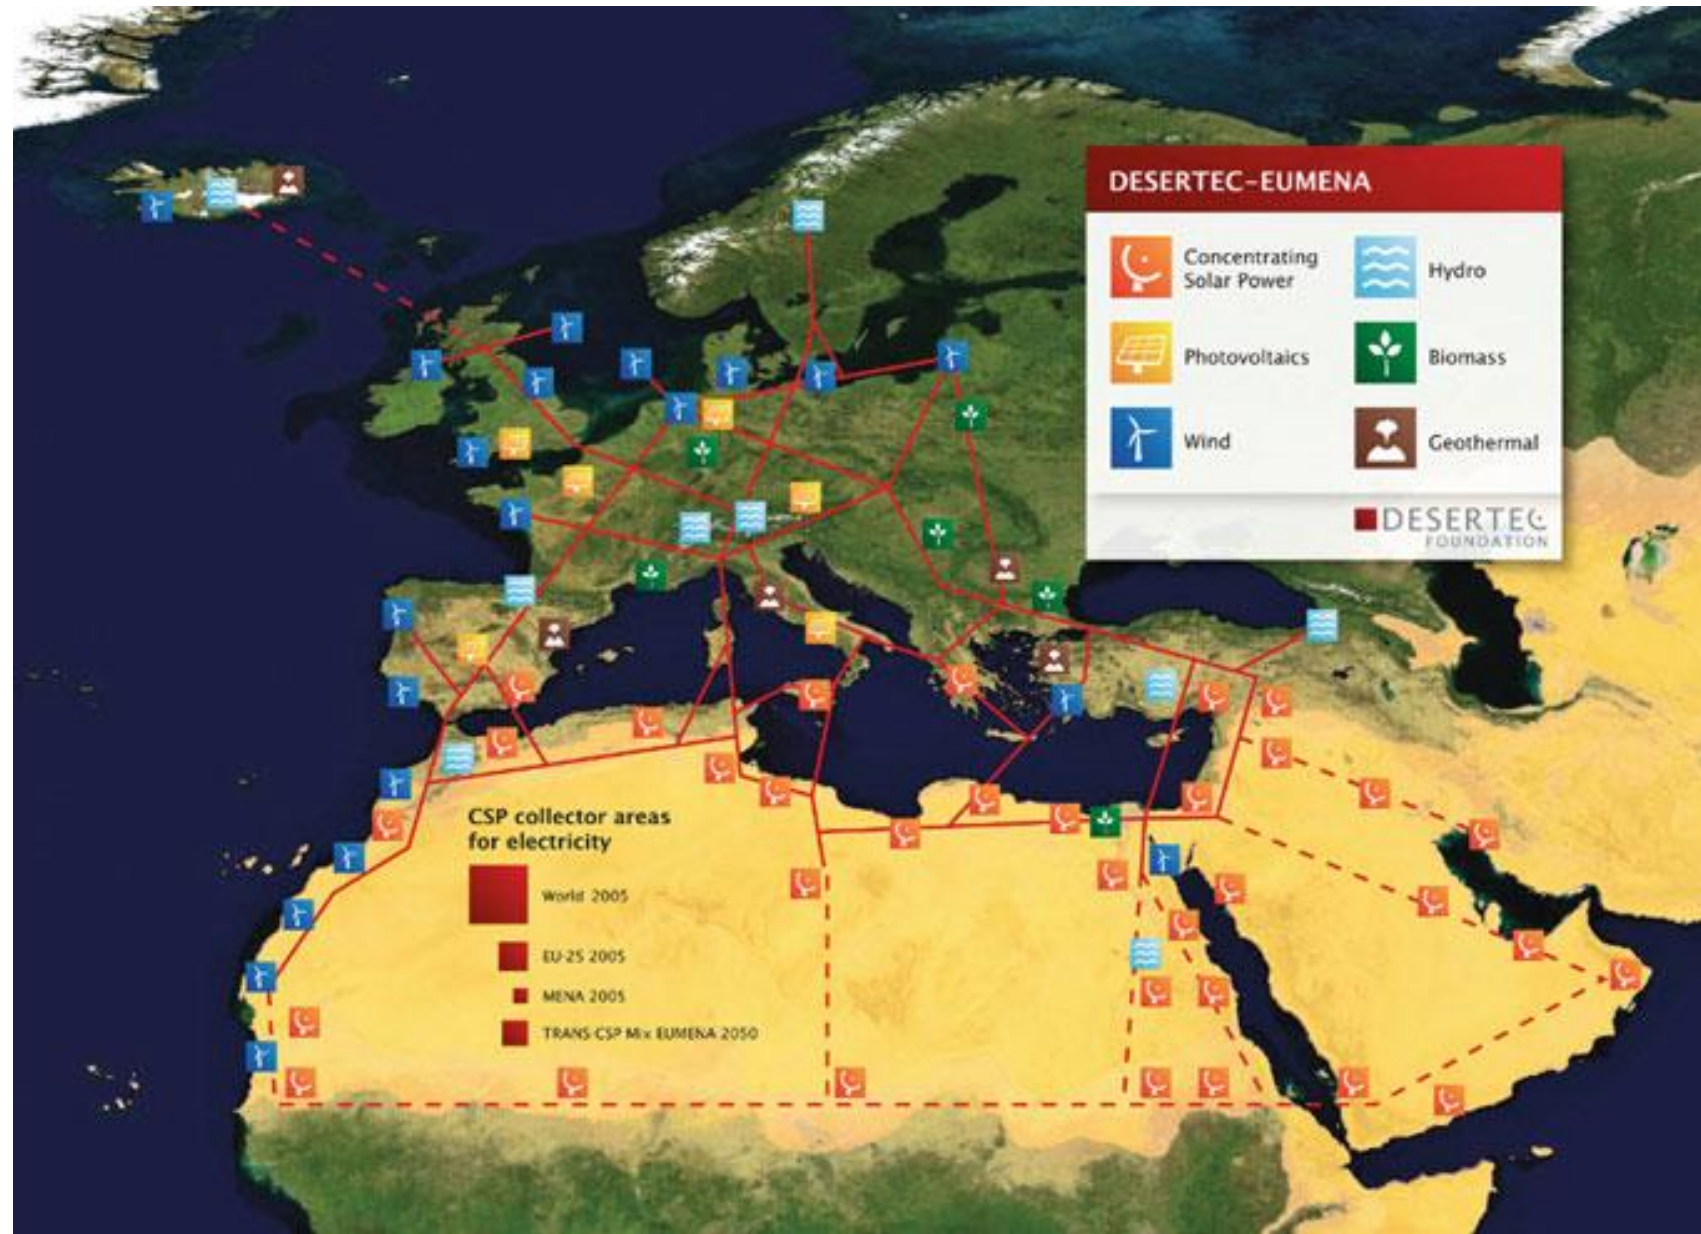 DESERTEC-EUMENA
Concentrating
Solar Power
Hydro
Photovoltaics
Biomass
Wind
Geothermal
DESERTEC
FOUNDATION
CSP collector areas
for electricity
World 2005
EU-25 2005
MENA 2005
TRANS CSP Mix EUMENA 2050